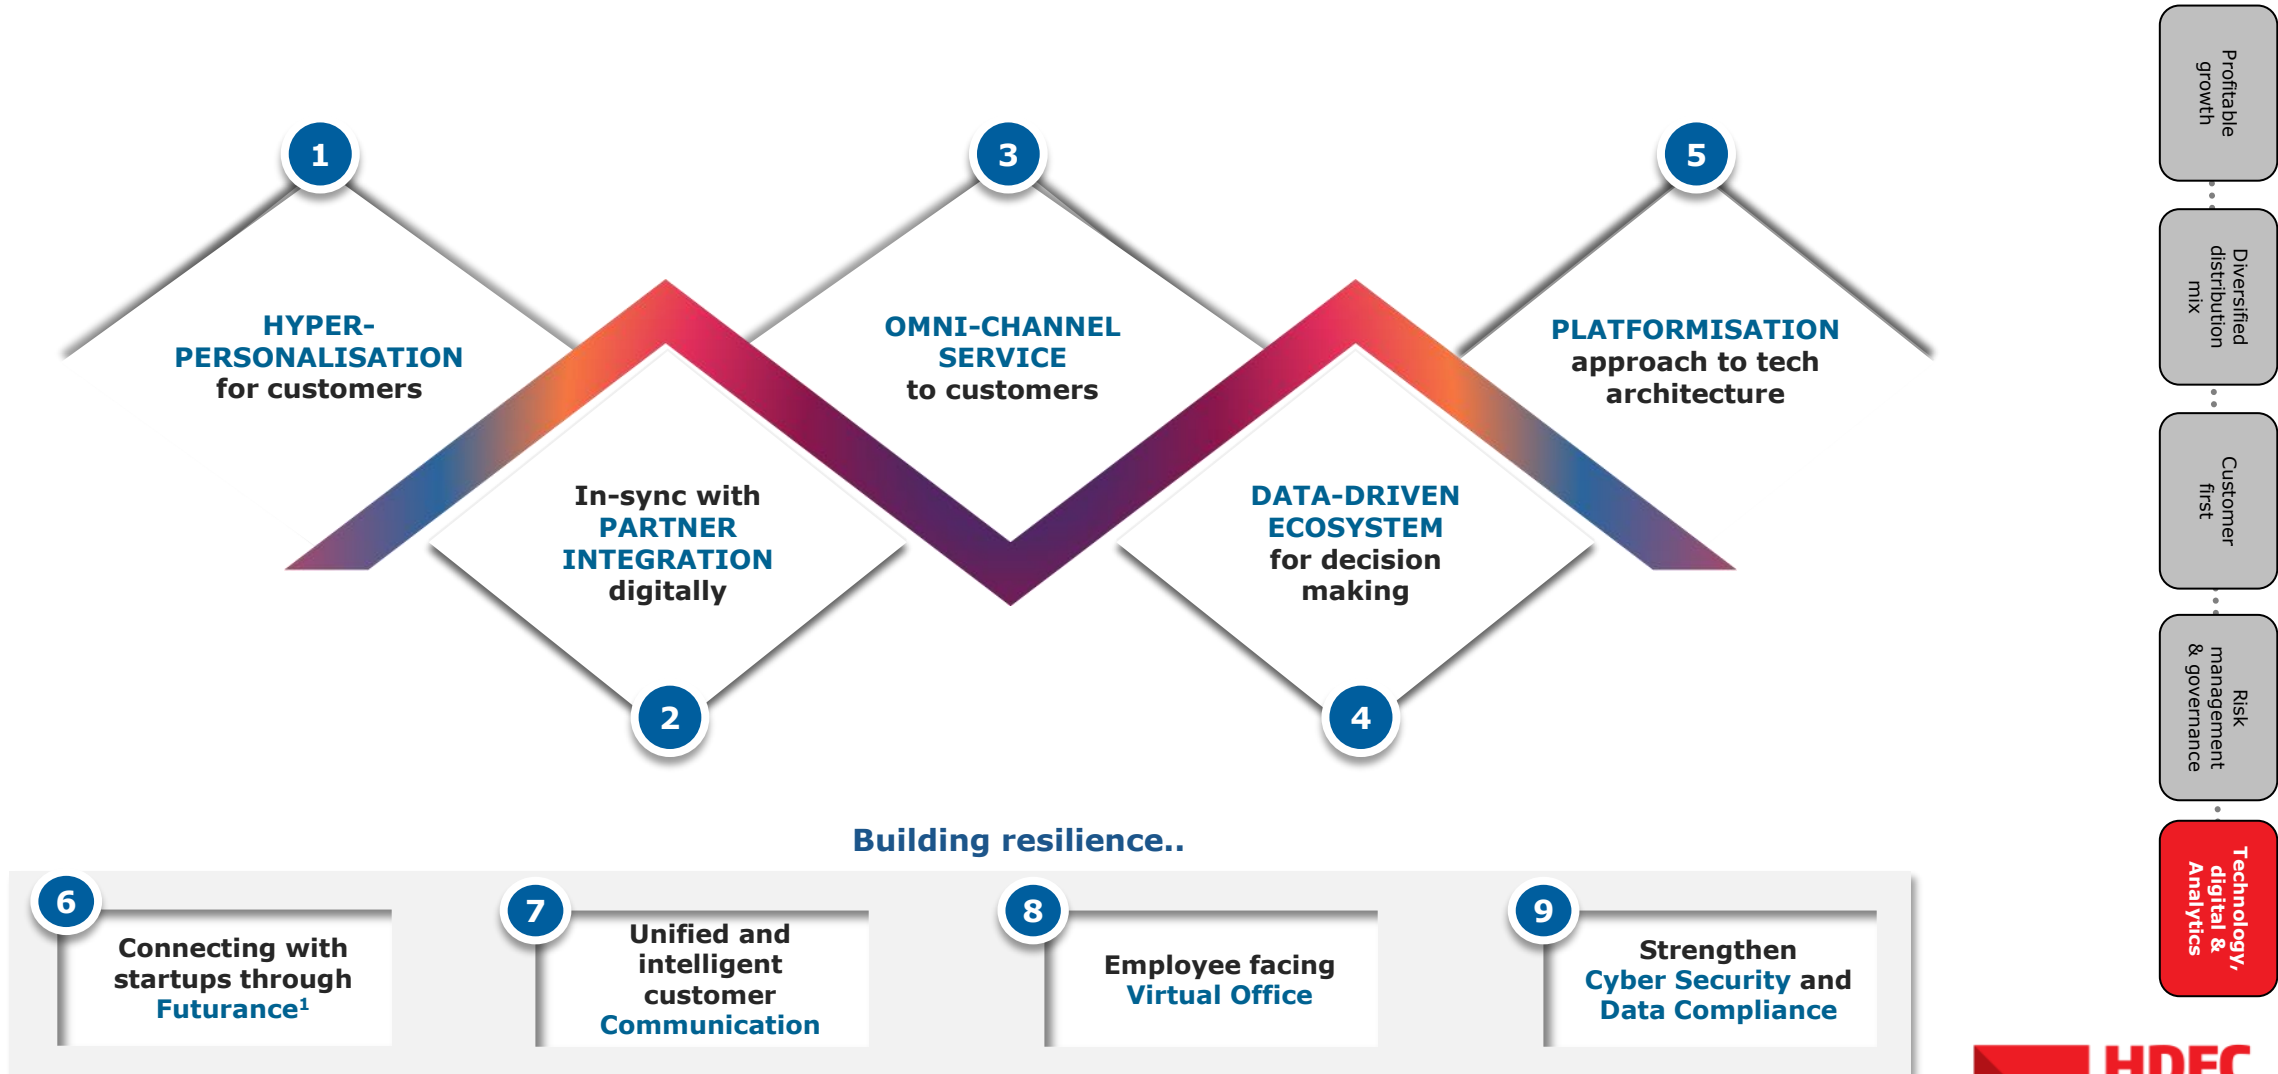 1
HYPER-
PERSONALISATION
for customers
2
In-sync with
PARTNER
INTEGRATION
digitally
3
OMNI-CHANNEL
SERVICE
to customers
4
DATA-DRIVEN
ECOSYSTEM
for decision
making
5
PLATFORMISATION
approach to tech
architecture
Building resilience..
6
Connecting with
startups through
Futurance¹
7
Unified and
intelligent
customer
Communication
8
Employee facing
Virtual Office
9
Strengthen
Cyber Security and
Data Compliance
Profitable
growth
Diversified
distribution
mix
Customer
first
Risk
management
& governance
Technology,
digital &
Analytics
HDFC